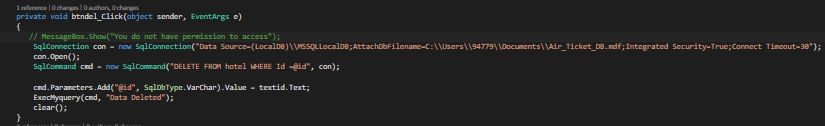 1 reference | 0 changes | 0 authors, 0 changes
private void btndel_Click(object sender, EventArgs e)
{
// MessageBox.Show("You do not have permission to access");
SqlConnection con = new SqlConnection("Data Source=(LocalDB)\\MSSQLLocalDB;AttachDbFilename=C:\\Users\\94779\\Documents\\Air_Ticket_DB.mdf;Integrated Security=True;Connect Timeout=30");
con.Open();
SqlCommand cmd = new SqlCommand("DELETE FROM hotel WHERE Id =@id", con);
cmd.Parameters.Add("@id", SqlDbType.VarChar).Value = textid.Text;
ExecMyquery(cmd, "Data Deleted");
clear();
}